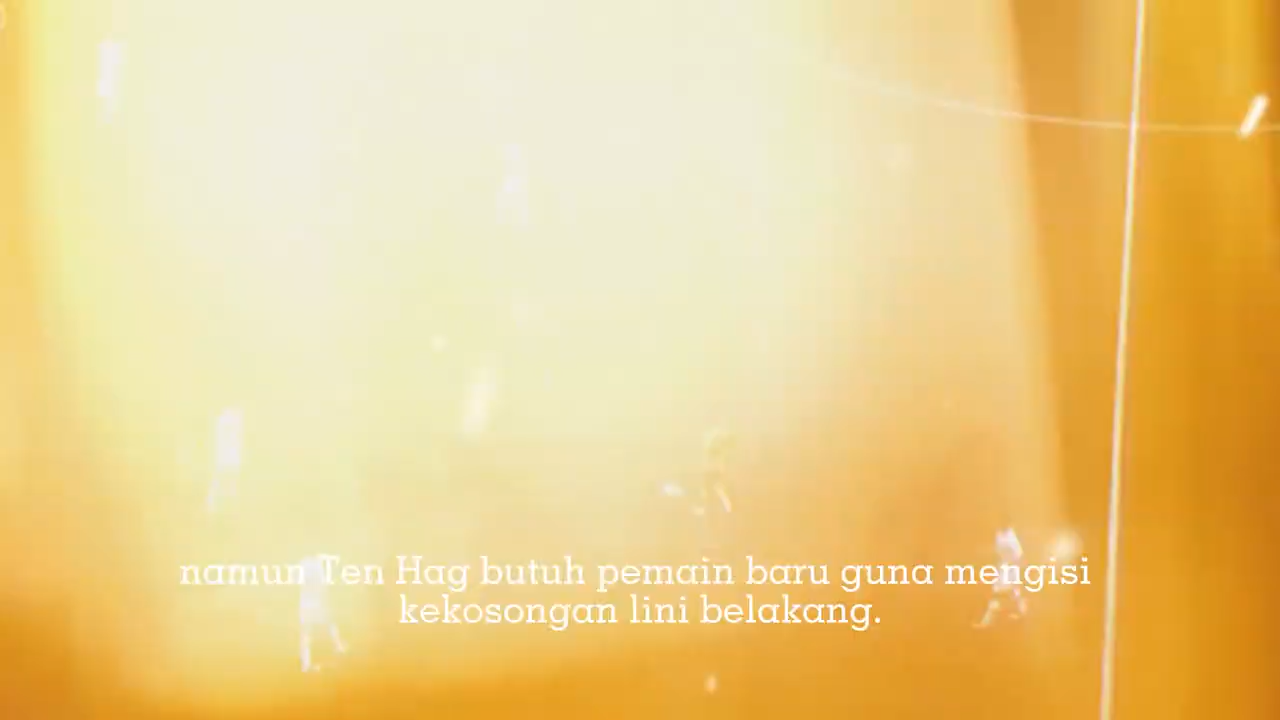 namun Ten Hag butuh pemain baru guna mengisi
kekosongan lini belakang.